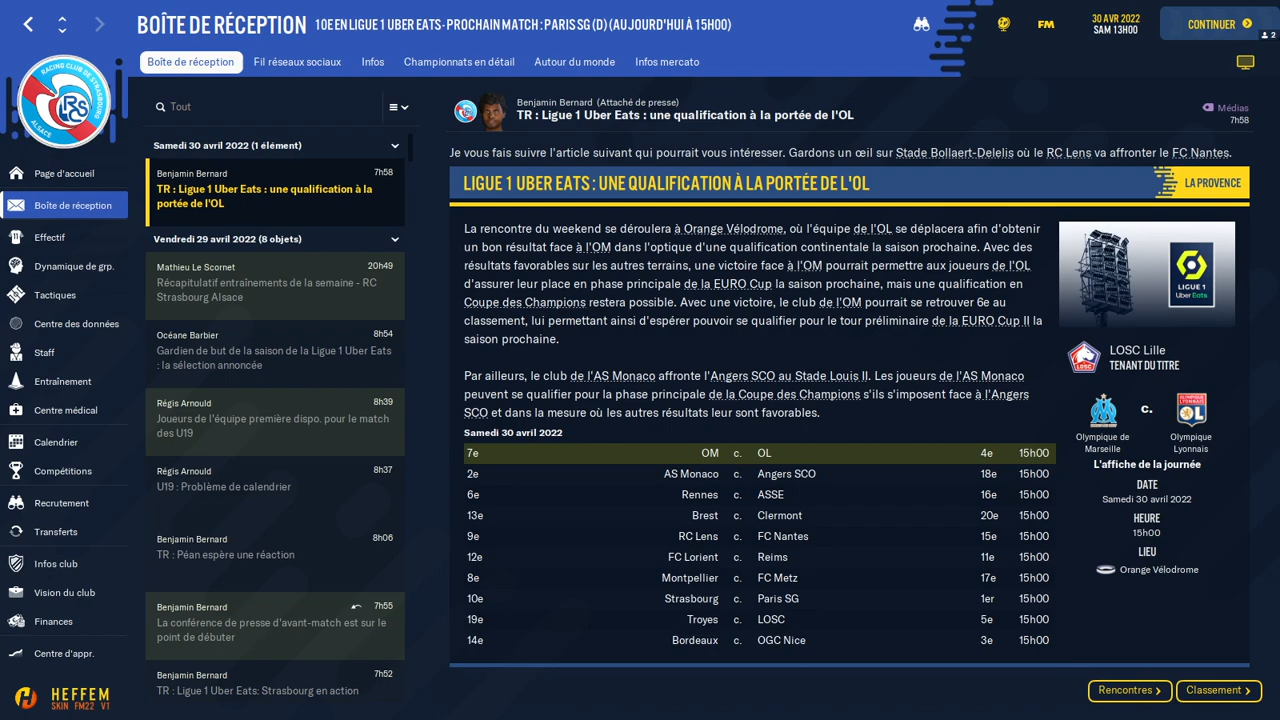 BOÎTE DE RÉCEPTION 10E EN LIGUE 1 UBER EATS - PROCHAIN MATCH : PARIS SG (D) (AUJOURD'HUI À 15H00)
FM
30 AVR 2022
SAM 13H00
CONTINUER
2
Boîte de réception Fil réseaux sociaux Infos Championnats en détail Autour du monde Infos mercato
RACING CLUB DE STRASBOURG
RCS
ALSACE
Page d'accueil
Boîte de réception
Effectif
Dynamique de grp.
Tactiques
Centre des données
Staff
Entraînement
Centre médical
Calendrier
Compétitions
Recrutement
Transferts
Infos club
Vision du club
Finances
Centre d'appr.
HEFFEM
SKIN FM22 V1
Tout
Samedi 30 avril 2022 (1 élément)
Benjamin Bernard 7h58
TR : Ligue 1 Uber Eats : une qualification à la
portée de l'OL
Vendredi 29 avril 2022 (8 objets)
Mathieu Le Scornet 20h49
Récapitulatif entraînements de la semaine - RC
Strasbourg Alsace
Océane Barbier 8h54
Gardien de but de la saison de la Ligue 1 Uber Eats
: la sélection annoncée
Régis Arnould 8h39
Joueurs de l'équipe première dispo. pour le match
des U19
Régis Arnould 8h37
U19 : Problème de calendrier
Benjamin Bernard 8h06
TR : Péan espère une réaction
Benjamin Bernard 7h55
La conférence de presse d'avant-match est sur le
point de débuter
Benjamin Bernard 7h52
TR : Ligue 1 Uber Eats: Strasbourg en action
Benjamin Bernard (Attaché de presse)
TR : Ligue 1 Uber Eats : une qualification à la portée de l'OL
Médias
7h58
Je vous fais suivre l'article suivant qui pourrait vous intéresser. Gardons un œil sur Stade Bollaert-Delelis où le RC Lens va affronter le FC Nantes.
LIGUE 1 UBER EATS : UNE QUALIFICATION À LA PORTÉE DE L'OL
LA PROVENCE
La rencontre du weekend se déroulera à Orange Vélodrome, où l'équipe de l'OL se déplacera afin d'obtenir
un bon résultat face à l'OM dans l'optique d'une qualification continentale la saison prochaine. Avec des
résultats favorables sur les autres terrains, une victoire face à l'OM pourrait permettre aux joueurs de l'OL
d'assurer leur place en phase principale de la EURO Cup la saison prochaine, mais une qualification en
Coupe des Champions restera possible. Avec une victoire, le club de l'OM pourrait se retrouver 6e au
classement, lui permettant ainsi d'espérer pouvoir se qualifier pour le tour préliminaire de la EURO Cup II la
saison prochaine.
Par ailleurs, le club de l'AS Monaco affronte l'Angers SCO au Stade Louis II. Les joueurs de l'AS Monaco
peuvent se qualifier pour la phase principale de la Coupe des Champions s'ils s'imposent face à l'Angers
SCO et dans la mesure où les autres résultats leur sont favorables.
Samedi 30 avril 2022
7e OM c. OL 4e 15h00
2e AS Monaco c. Angers SCO 18e 15h00
6e Rennes c. ASSE 16e 15h00
13e Brest c. Clermont 20e 15h00
9e RC Lens c. FC Nantes 15e 15h00
12e FC Lorient c. Reims 11e 15h00
8e Montpellier c. FC Metz 17e 15h00
10e Strasbourg c. Paris SG 1er 15h00
19e Troyes c. LOSC 5e 15h00
14e Bordeaux c. OGC Nice 3e 15h00
LIGUE 1
Uber Eats
LOSC
LOSC Lille
TENANT DU TITRE
c.
OLYMPIQUE LYONNAIS
OL
Olympique de
Marseille
Olympique
Lyonnais
L'affiche de la journée
DATE
Samedi 30 avril 2022
HEURE
15h00
LIEU
Orange Vélodrome
Rencontres
Classement